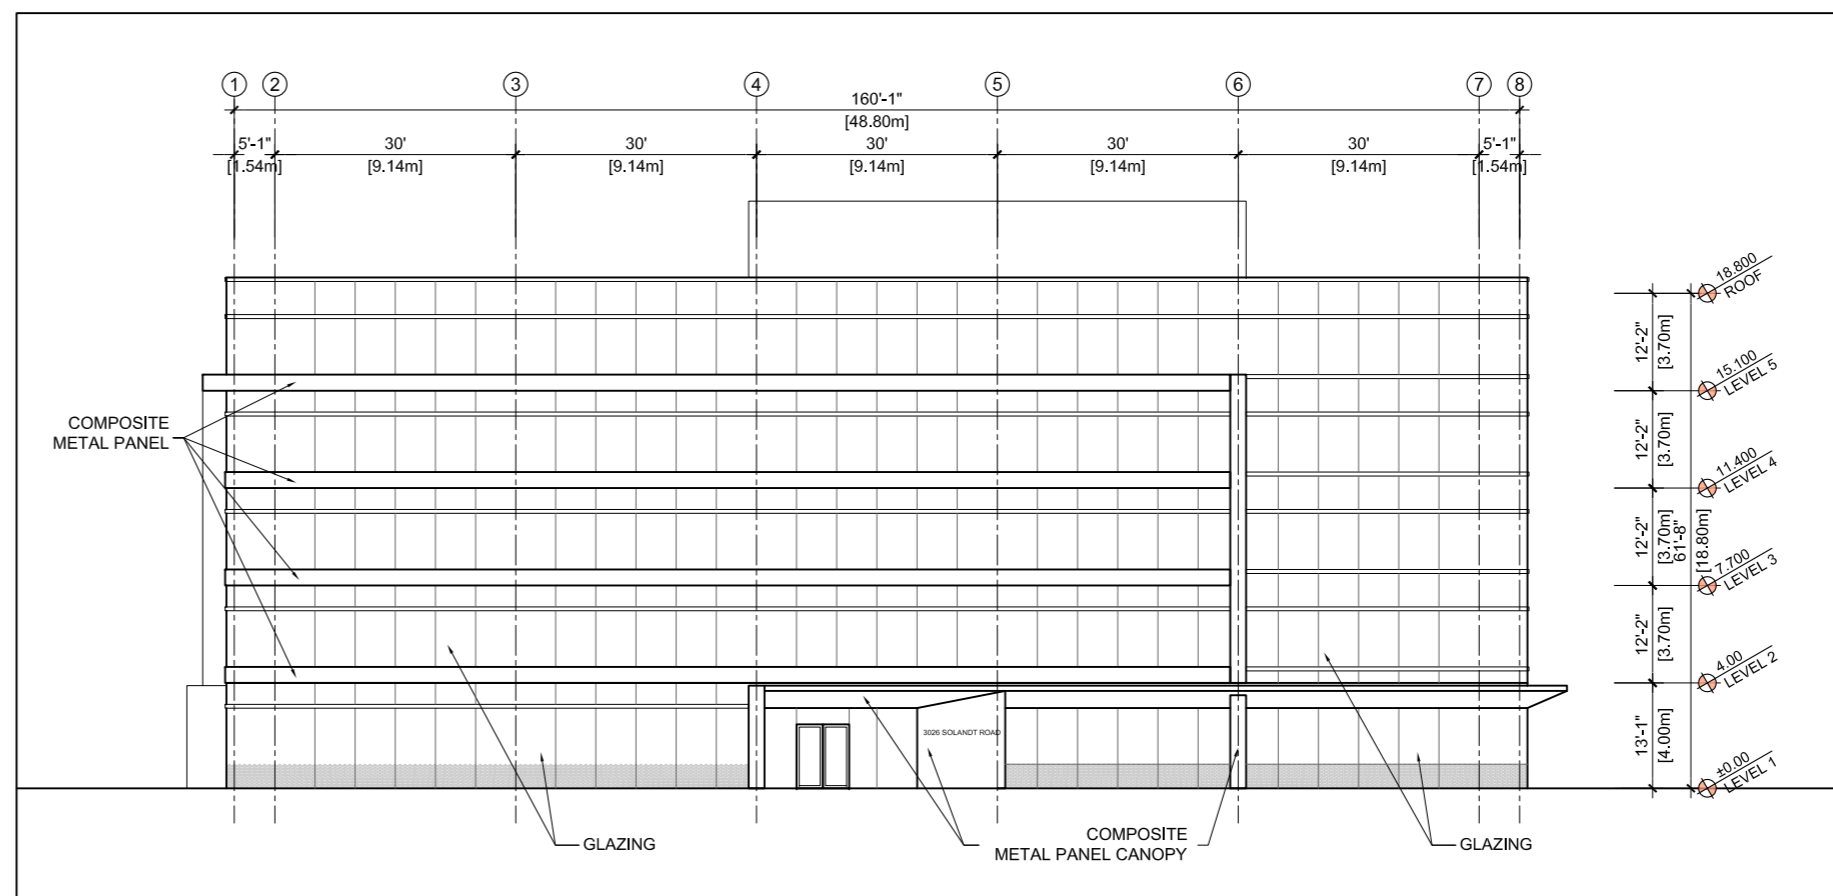 1 2 3 4 5 6 7 8
160'-1"
[48.80m]
5'-1" 30' 30' 30' 30' 30' 5'-1"
[1.54m] [9.14m] [9.14m] [9.14m] [9.14m] [9.14m] [1.54m]
18.800
ROOF
12'-2"
[3.70m]
15.100
LEVEL 5
COMPOSITE
METAL PANEL
12'-2"
[3.70m]
11.400
LEVEL 4
12'-2"
[3.70m]
61'-8"
[18.80m]
7.700
LEVEL 3
12'-2"
[3.70m]
4.00
LEVEL 2
3026 SOLANDT ROAD
13'-1"
[4.00m]
±0.00
LEVEL 1
GLAZING
COMPOSITE
METAL PANEL CANOPY
GLAZING